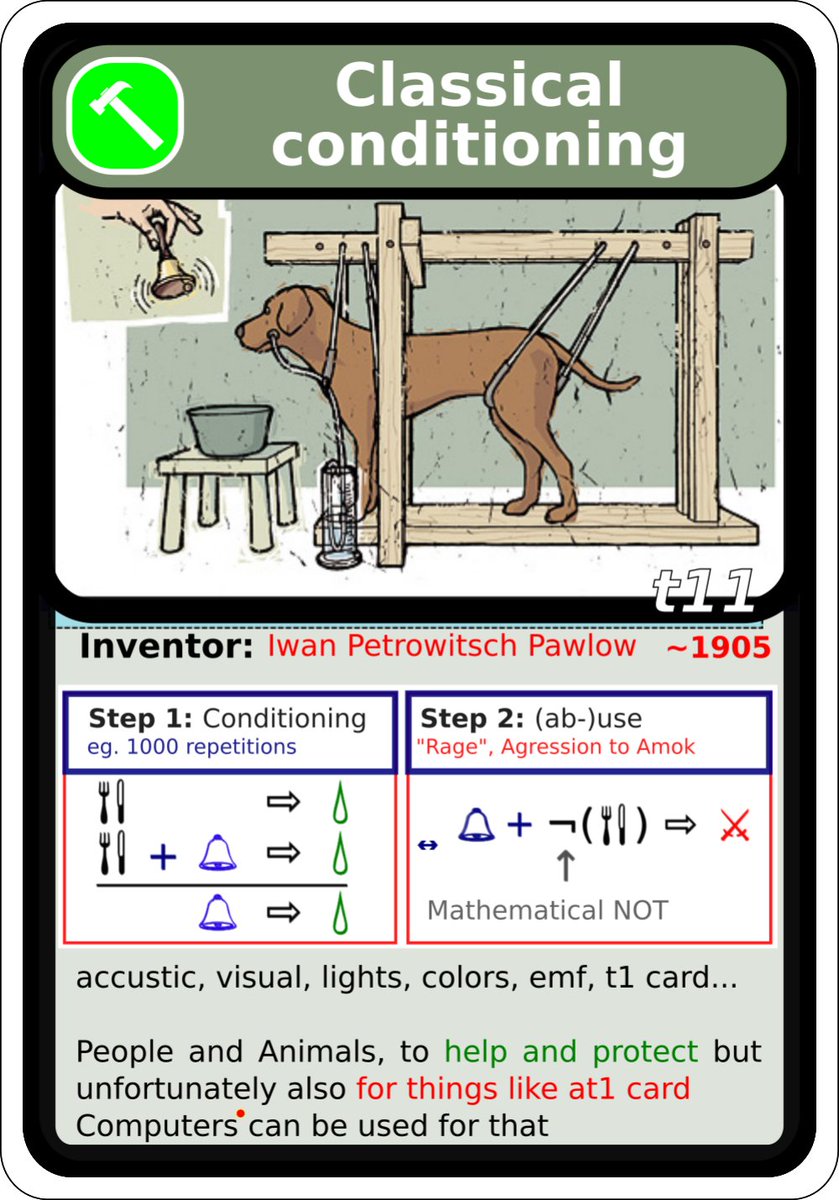 Classical
conditioning
t11
Inventor: Iwan Petrowitsch Pawlow ~1905
Step 1: Conditioning
eg. 1000 repetitions
Step 2: (ab-)use
"Rage", Agression to Amok
🍴 ⇨ 💧
🍴 + 🔔 ⇨ 💧
🔔 ⇨ 💧
↔ 🔔 + ¬(🍴) ⇨ ⚔
↑
Mathematical NOT
accustic, visual, lights, colors, emf, t1 card...
People and Animals, to help and protect but
unfortunately also for things like at1 card
Computers can be used for that